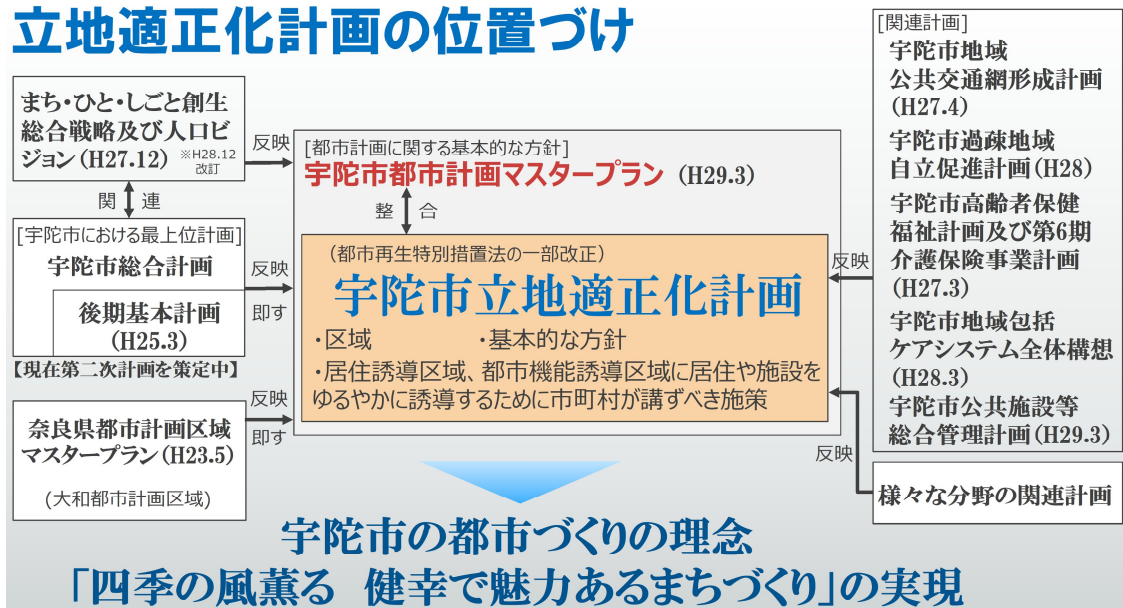 立地適正化計画の位置づけ
まち・ひと・しごと創生
総合戦略及び人口ビ
ジョン(H27.12) ※H28.12
改訂
関 連
[宇陀市における最上位計画]
宇陀市総合計画
後期基本計画
(H25.3)
【現在第二次計画を策定中】
奈良県都市計画区域
マスタープラン(H23.5)
(大和都市計画区域)
反映
反映
即す
反映
即す
[都市計画に関する基本的な方針]
宇陀市都市計画マスタープラン (H29.3)
整 合
(都市再生特別措置法の一部改正)
宇陀市立地適正化計画
・区域 ・基本的な方針
・居住誘導区域、都市機能誘導区域に居住や施設を
ゆるやかに誘導するために市町村が講ずべき施策
反映
反映
[関連計画]
宇陀市地域
公共交通網形成計画
(H27.4)
宇陀市過疎地域
自立促進計画(H28)
宇陀市高齢者保健
福祉計画及び第6期
介護保険事業計画
(H27.3)
宇陀市地域包括
ケアシステム全体構想
(H28.3)
宇陀市公共施設等
総合管理計画(H29.3)
様々な分野の関連計画
宇陀市の都市づくりの理念
「四季の風薫る 健幸で魅力あるまちづくり」の実現